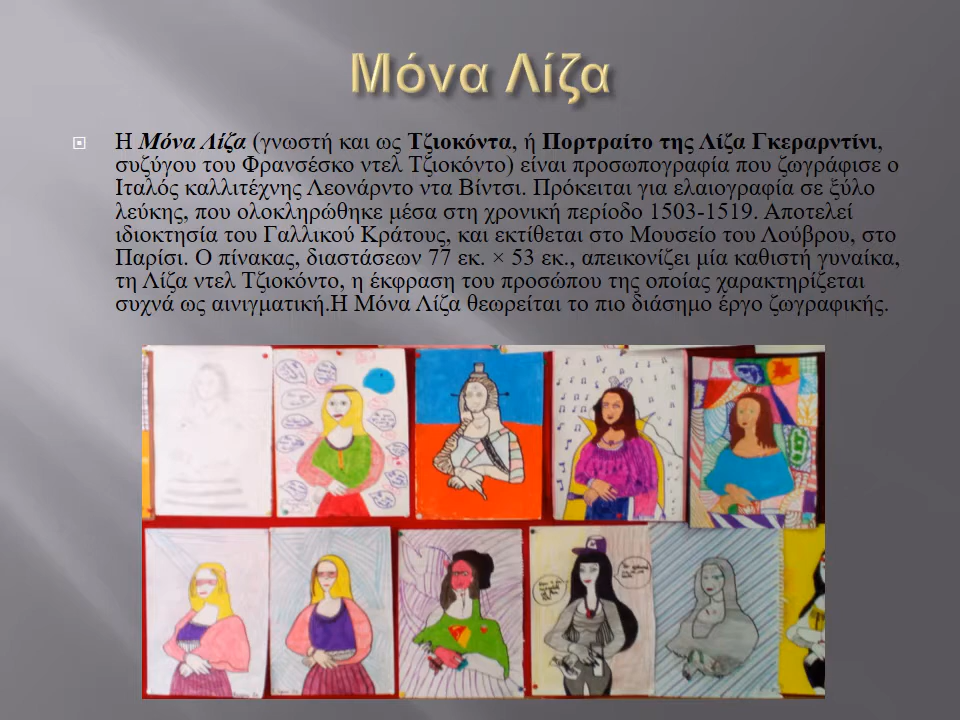 Μόνα Λίζα
Η Μόνα Λίζα (γνωστή και ως Τζιοκόντα, ή Πορτραίτο της Λίζα Γκεραρντίνι,
συζύγου του Φρανσέσκο ντελ Τζιοκόντο) είναι προσωπογραφία που ζωγράφισε ο
Ιταλός καλλιτέχνης Λεονάρντο ντα Βίντσι. Πρόκειται για ελαιογραφία σε ξύλο
λεύκης, που ολοκληρώθηκε μέσα στη χρονική περίοδο 1503-1519. Αποτελεί
ιδιοκτησία του Γαλλικού Κράτους, και εκτίθεται στο Μουσείο του Λούβρου, στο
Παρίσι. Ο πίνακας, διαστάσεων 77 εκ. × 53 εκ., απεικονίζει μία καθιστή γυναίκα,
τη Λίζα ντελ Τζιοκόντο, η έκφραση του προσώπου της οποίας χαρακτηρίζεται
συχνά ως αινιγματική.Η Μόνα Λίζα θεωρείται το πιο διάσημο έργο ζωγραφικής.